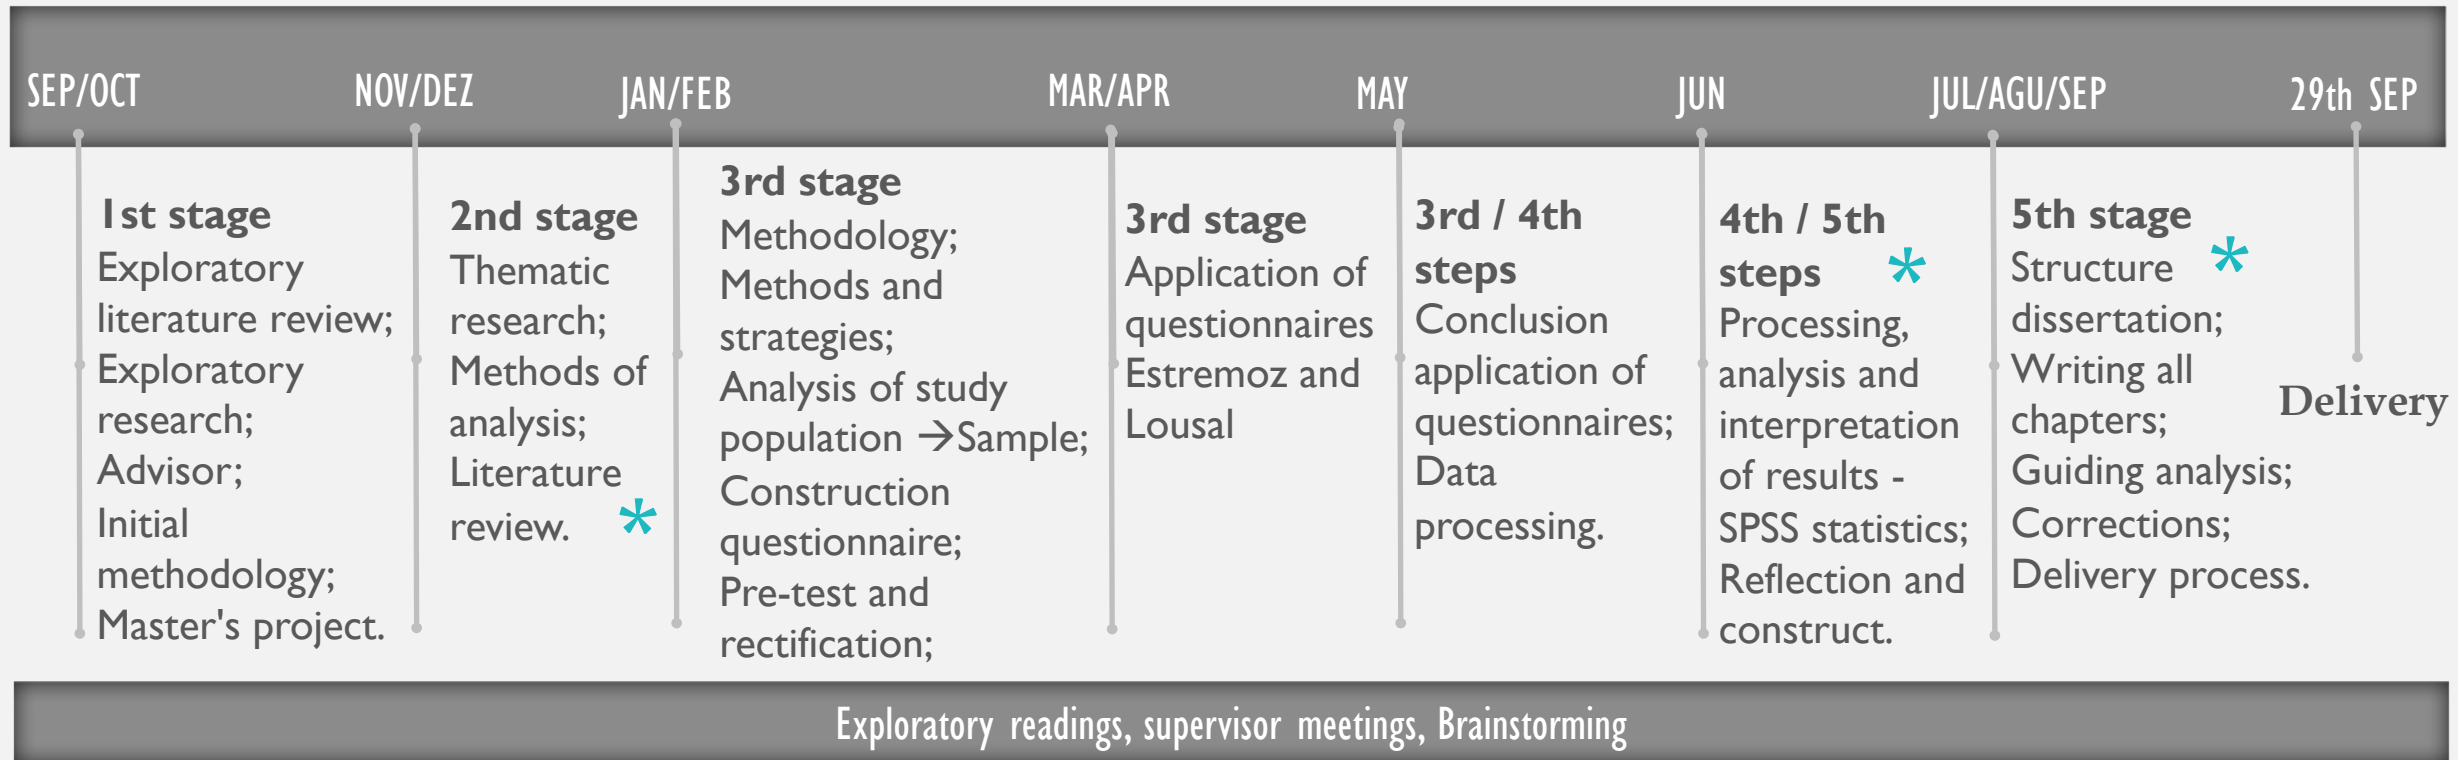 SEP/OCT
NOV/DEZ
JAN/FEB
MAR/APR
MAY
JUN
JUL/AGU/SEP
29th SEP
1st stage
Exploratory
literature review;
Exploratory
research;
Advisor;
Initial
methodology;
Master's project.
2nd stage
Thematic
research;
Methods of
analysis;
Literature
review. *
3rd stage
Methodology;
Methods and
strategies;
Analysis of study
population →Sample;
Construction
questionnaire;
Pre-test and
rectification;
3rd stage
Application of
questionnaires
Estremoz and
Lousal
3rd / 4th
steps
Conclusion
application of
questionnaires;
Data
processing.
4th / 5th
steps *
Processing,
analysis and
interpretation
of results -
SPSS statistics;
Reflection and
construct.
5th stage
Structure *
dissertation;
Writing all
chapters;
Guiding analysis;
Corrections;
Delivery process.
Delivery
Exploratory readings, supervisor meetings, Brainstorming